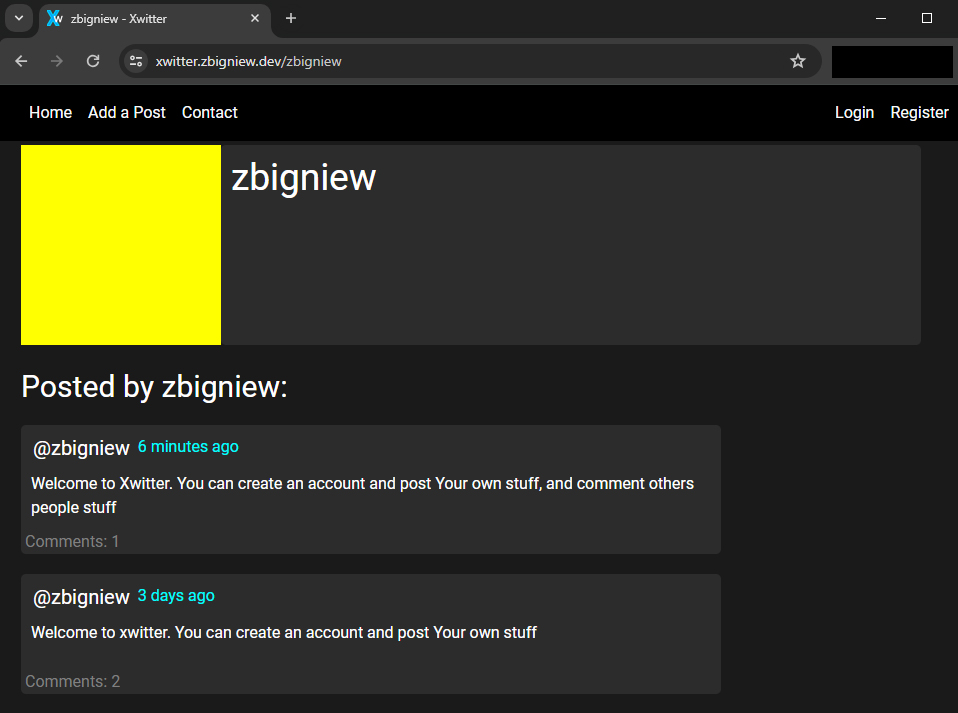 zbigniew - Xwitter
xwitter.zbigniew.dev/zbigniew
Home Add a Post Contact Login Register
zbigniew
Posted by zbigniew:
@zbigniew 6 minutes ago
Welcome to Xwitter. You can create an account and post Your own stuff, and comment others
people stuff
Comments: 1
@zbigniew 3 days ago
Welcome to xwitter. You can create an account and post Your own stuff
Comments: 2